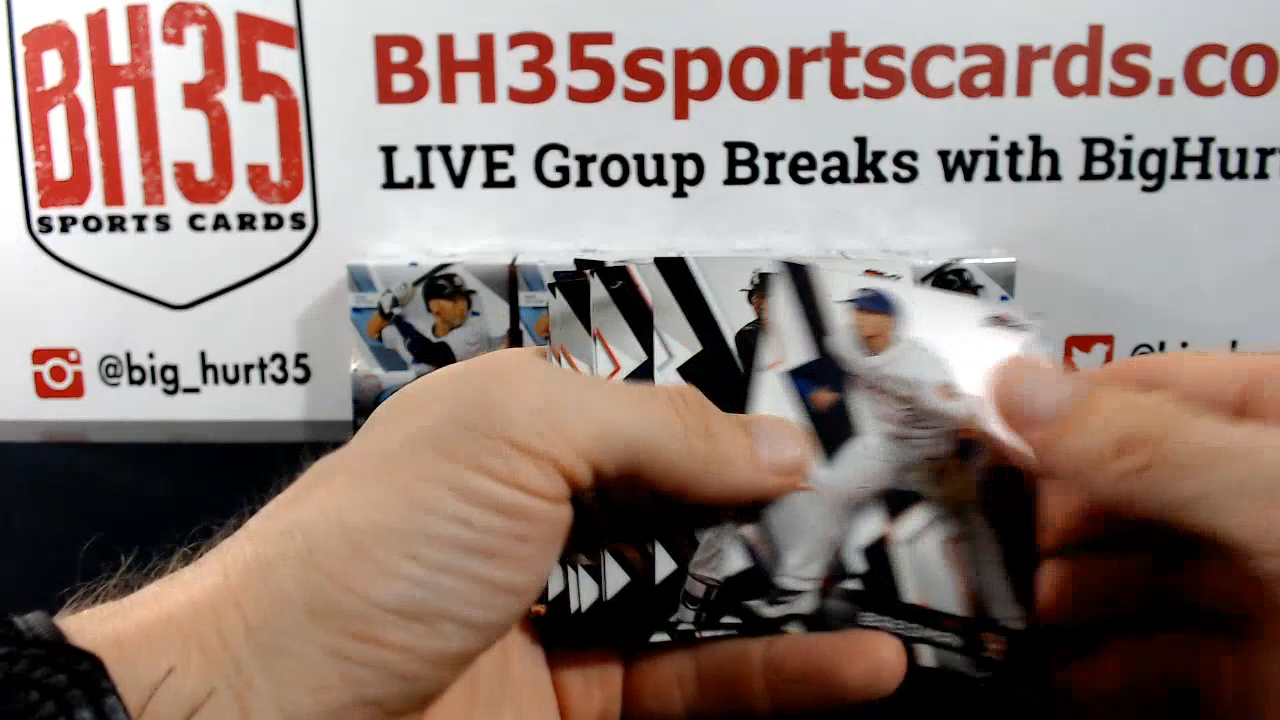 BH35
SPORTS CARDS
BH35sportscards.co
LIVE Group Breaks with BigHur
@big_hurt35